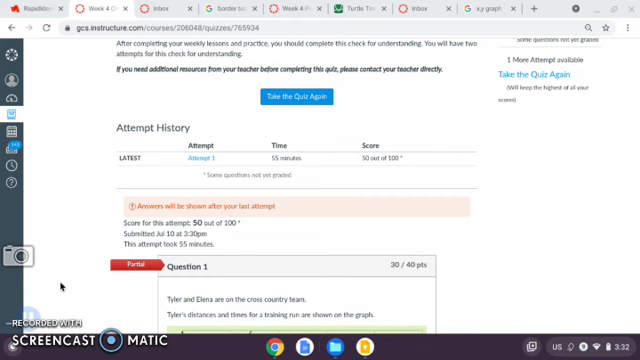 Rapididen
Week 4 C
Inbox
border tab
Week 4 P
Turtle Tim
Inbox
x,y graph
gcs.instructure.com/courses/206048/quizzes/765934
After completing your weekly lessons and practice, you should complete this check for understanding. You will have two
attempts for this check for understanding.
If you need additional resources from your teacher before completing this quiz, please contact your teacher directly.
Take the Quiz Again
* Some questions not yet graded
1 More Attempt available
Take the Quiz Again
(Will keep the highest of all your
scores)
Attempt History
Attempt Time Score
LATEST Attempt 1 55 minutes 50 out of 100 *
* Some questions not yet graded
Answers will be shown after your last attempt
Score for this attempt: 50 out of 100 *
Submitted Jul 10 at 3:30pm
This attempt took 55 minutes.
Partial Question 1 30 / 40 pts
Tyler and Elena are on the cross country team.
Tyler's distances and times for a training run are shown on the graph.
RECORDED WITH
SCREENCAST MATIC
US 3:32